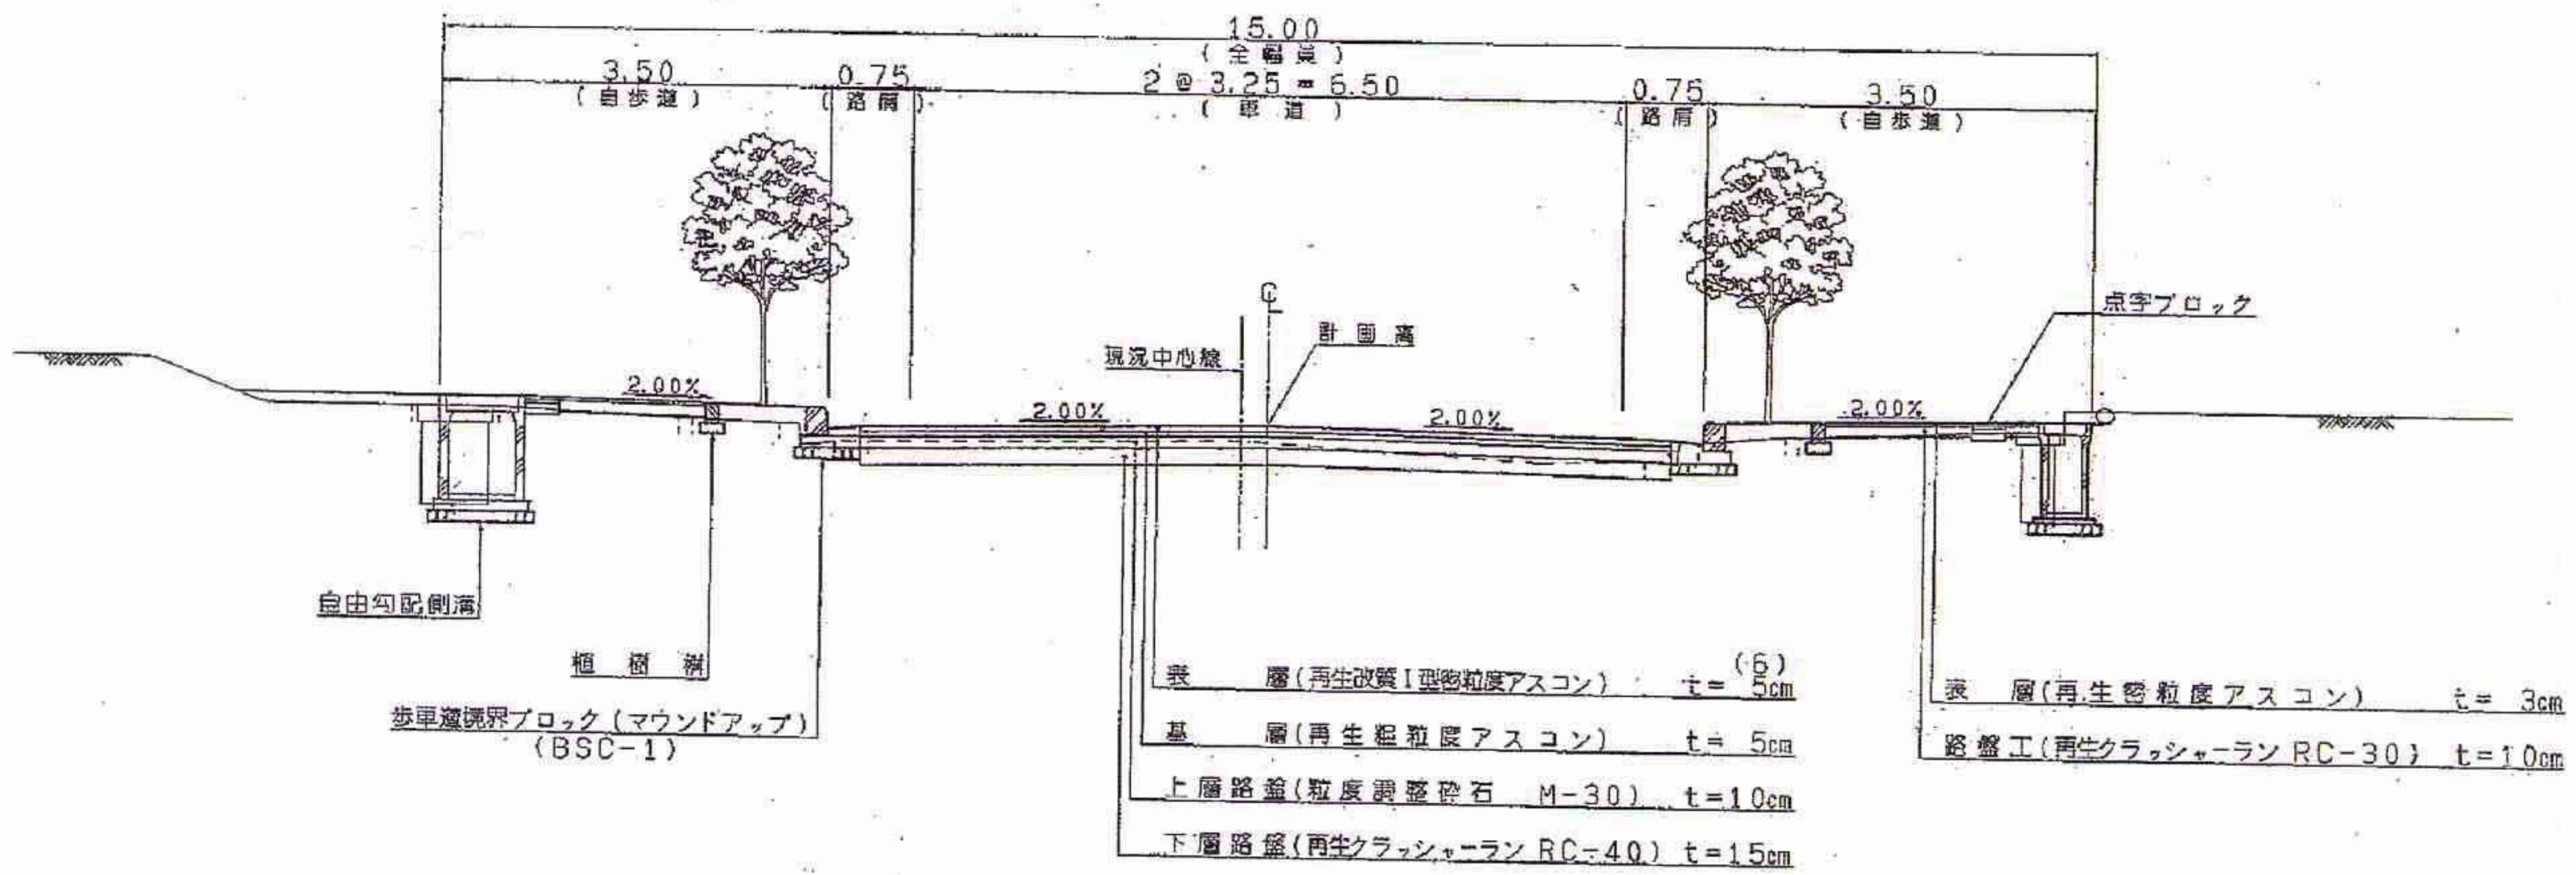 15.00
(全幅員)
3.50
(自歩道)
0.75
(路肩)
2 @ 3.25 = 6.50
(車道)
0.75
(路肩)
3.50
(自歩道)
℄
計画高
現況中心線
点字ブロック
2.00%
2.00%
2.00%
2.00%
自由勾配側溝
植樹桝
歩車道境界ブロック(マウンドアップ)
(BSC-1)
(6)
表層(再生改質I型密粒度アスコン) t= 5cm
基層(再生粗粒度アスコン) t= 5cm
上層路盤(粒度調整砕石 M-30) t=10cm
下層路盤(再生クラッシャーラン RC-40) t=15cm
表層(再生密粒度アスコン) t= 3cm
路盤工(再生クラッシャーラン RC-30) t=10cm